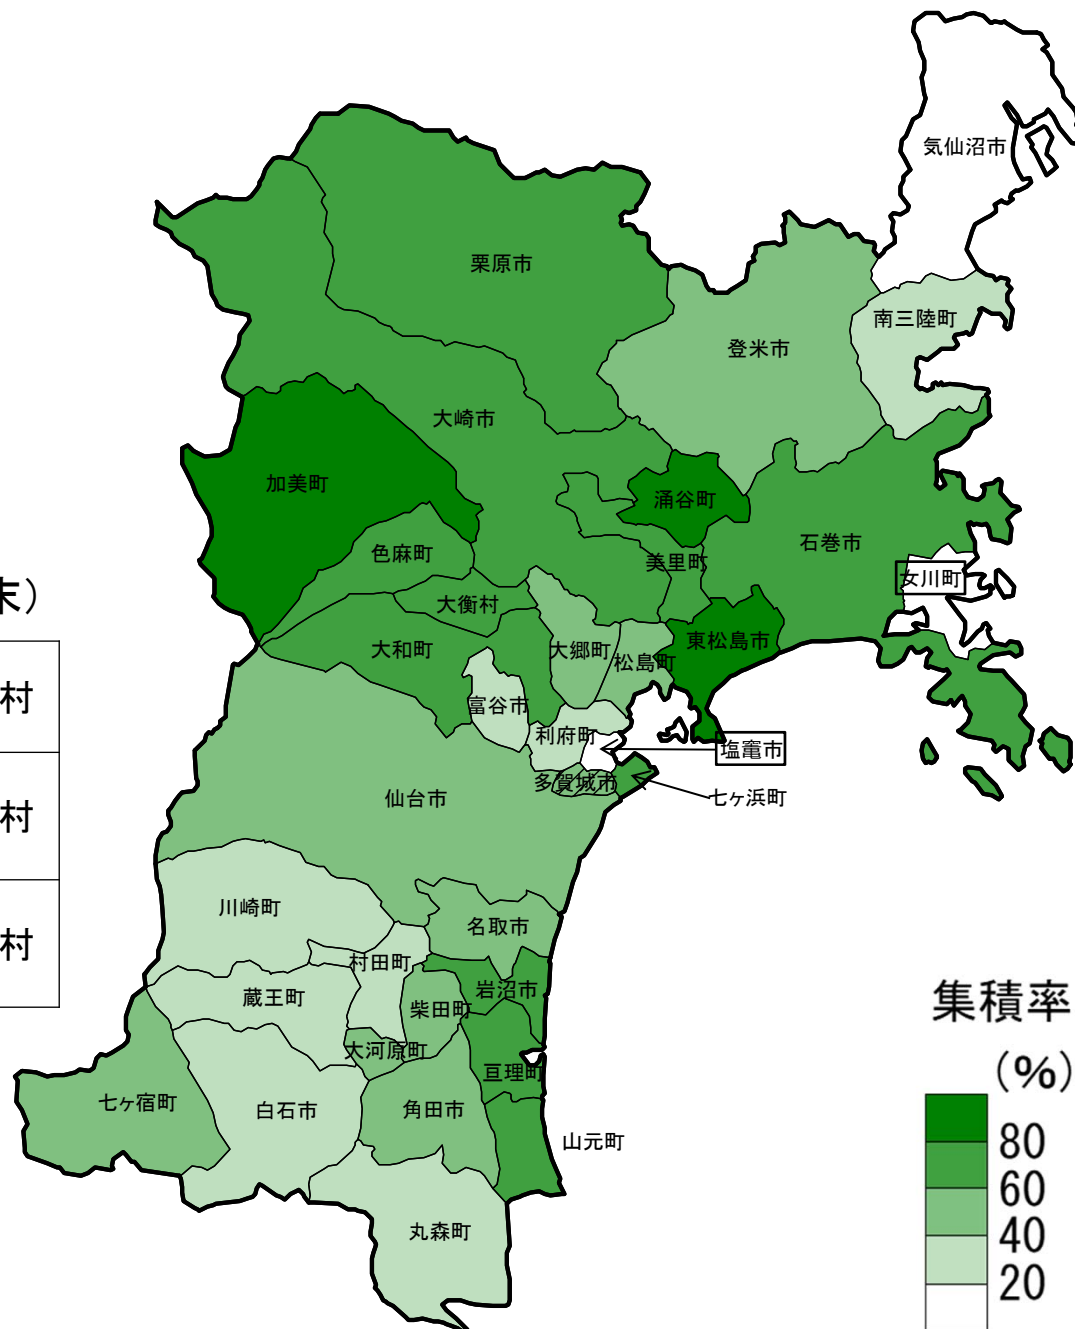 気仙沼市
栗原市
南三陸町
登米市
大崎市
加美町
涌谷町
石巻市
色麻町
美里町
女川町
末）
大衡村
大和町
大郷町
松島町
東松島市
村
富谷市
利府町
塩竈市
多賀城市
七ヶ浜町
仙台市
村
川崎町
名取市
村
村田町
蔵王町
柴田町
岩沼市
集積率
大河原町
亘理町
（%）
七ヶ宿町
白石市
角田市
山元町
80
60
丸森町
40
20